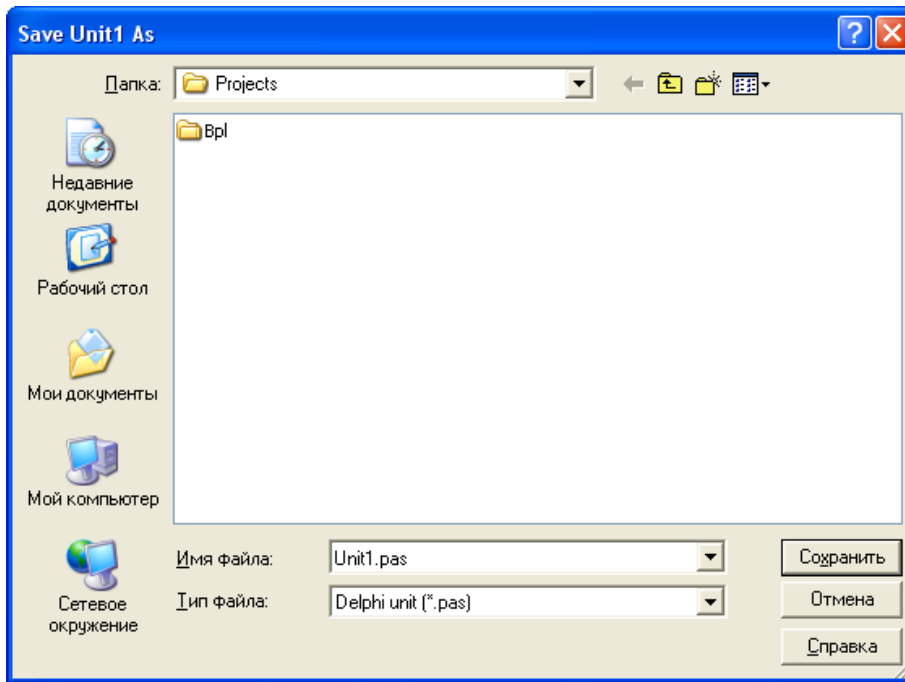 Save Unit1 As
Папка: Projects
Bpl
Недавние
документы
Рабочий стол
Мои документы
Мой компьютер
Сетевое
окружение
Имя файла: Unit1.pas
Сохранить
Тип файла: Delphi unit (*.pas)
Отмена
Справка